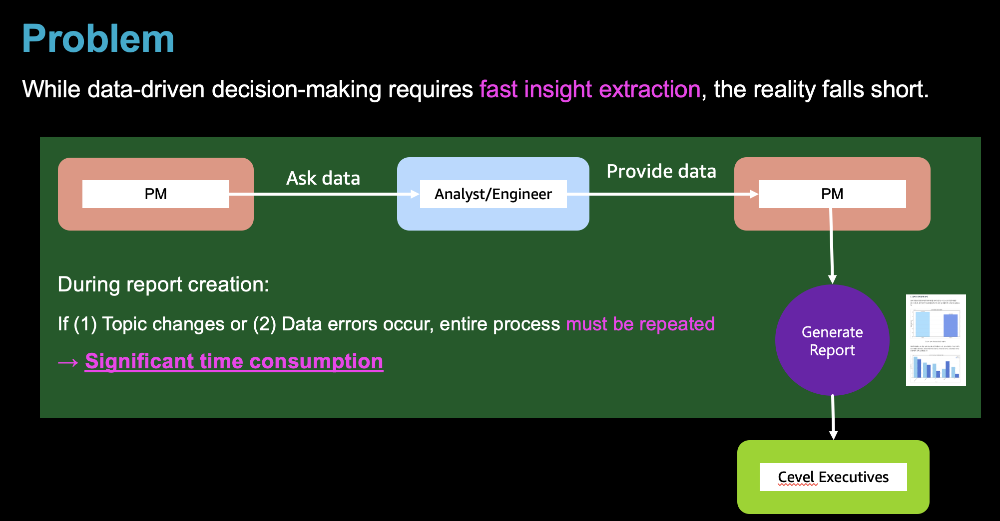 Problem
While data-driven decision-making requires fast insight extraction, the reality falls short.
PM
Ask data
Analyst/Engineer
Provide data
PM
During report creation:
If (1) Topic changes or (2) Data errors occur, entire process must be repeated
→ Significant time consumption
Generate
Report
Cevel Executives